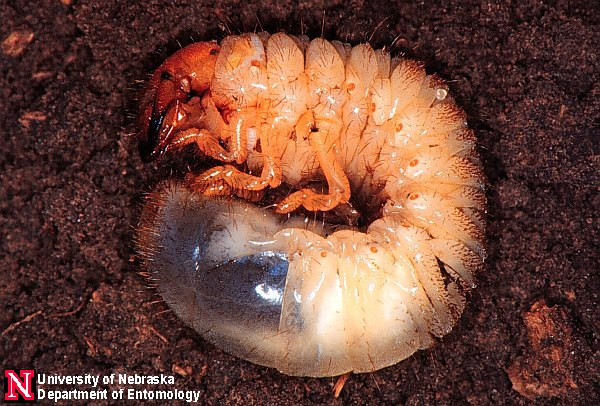 N University of Nebraska
Department of Entomology